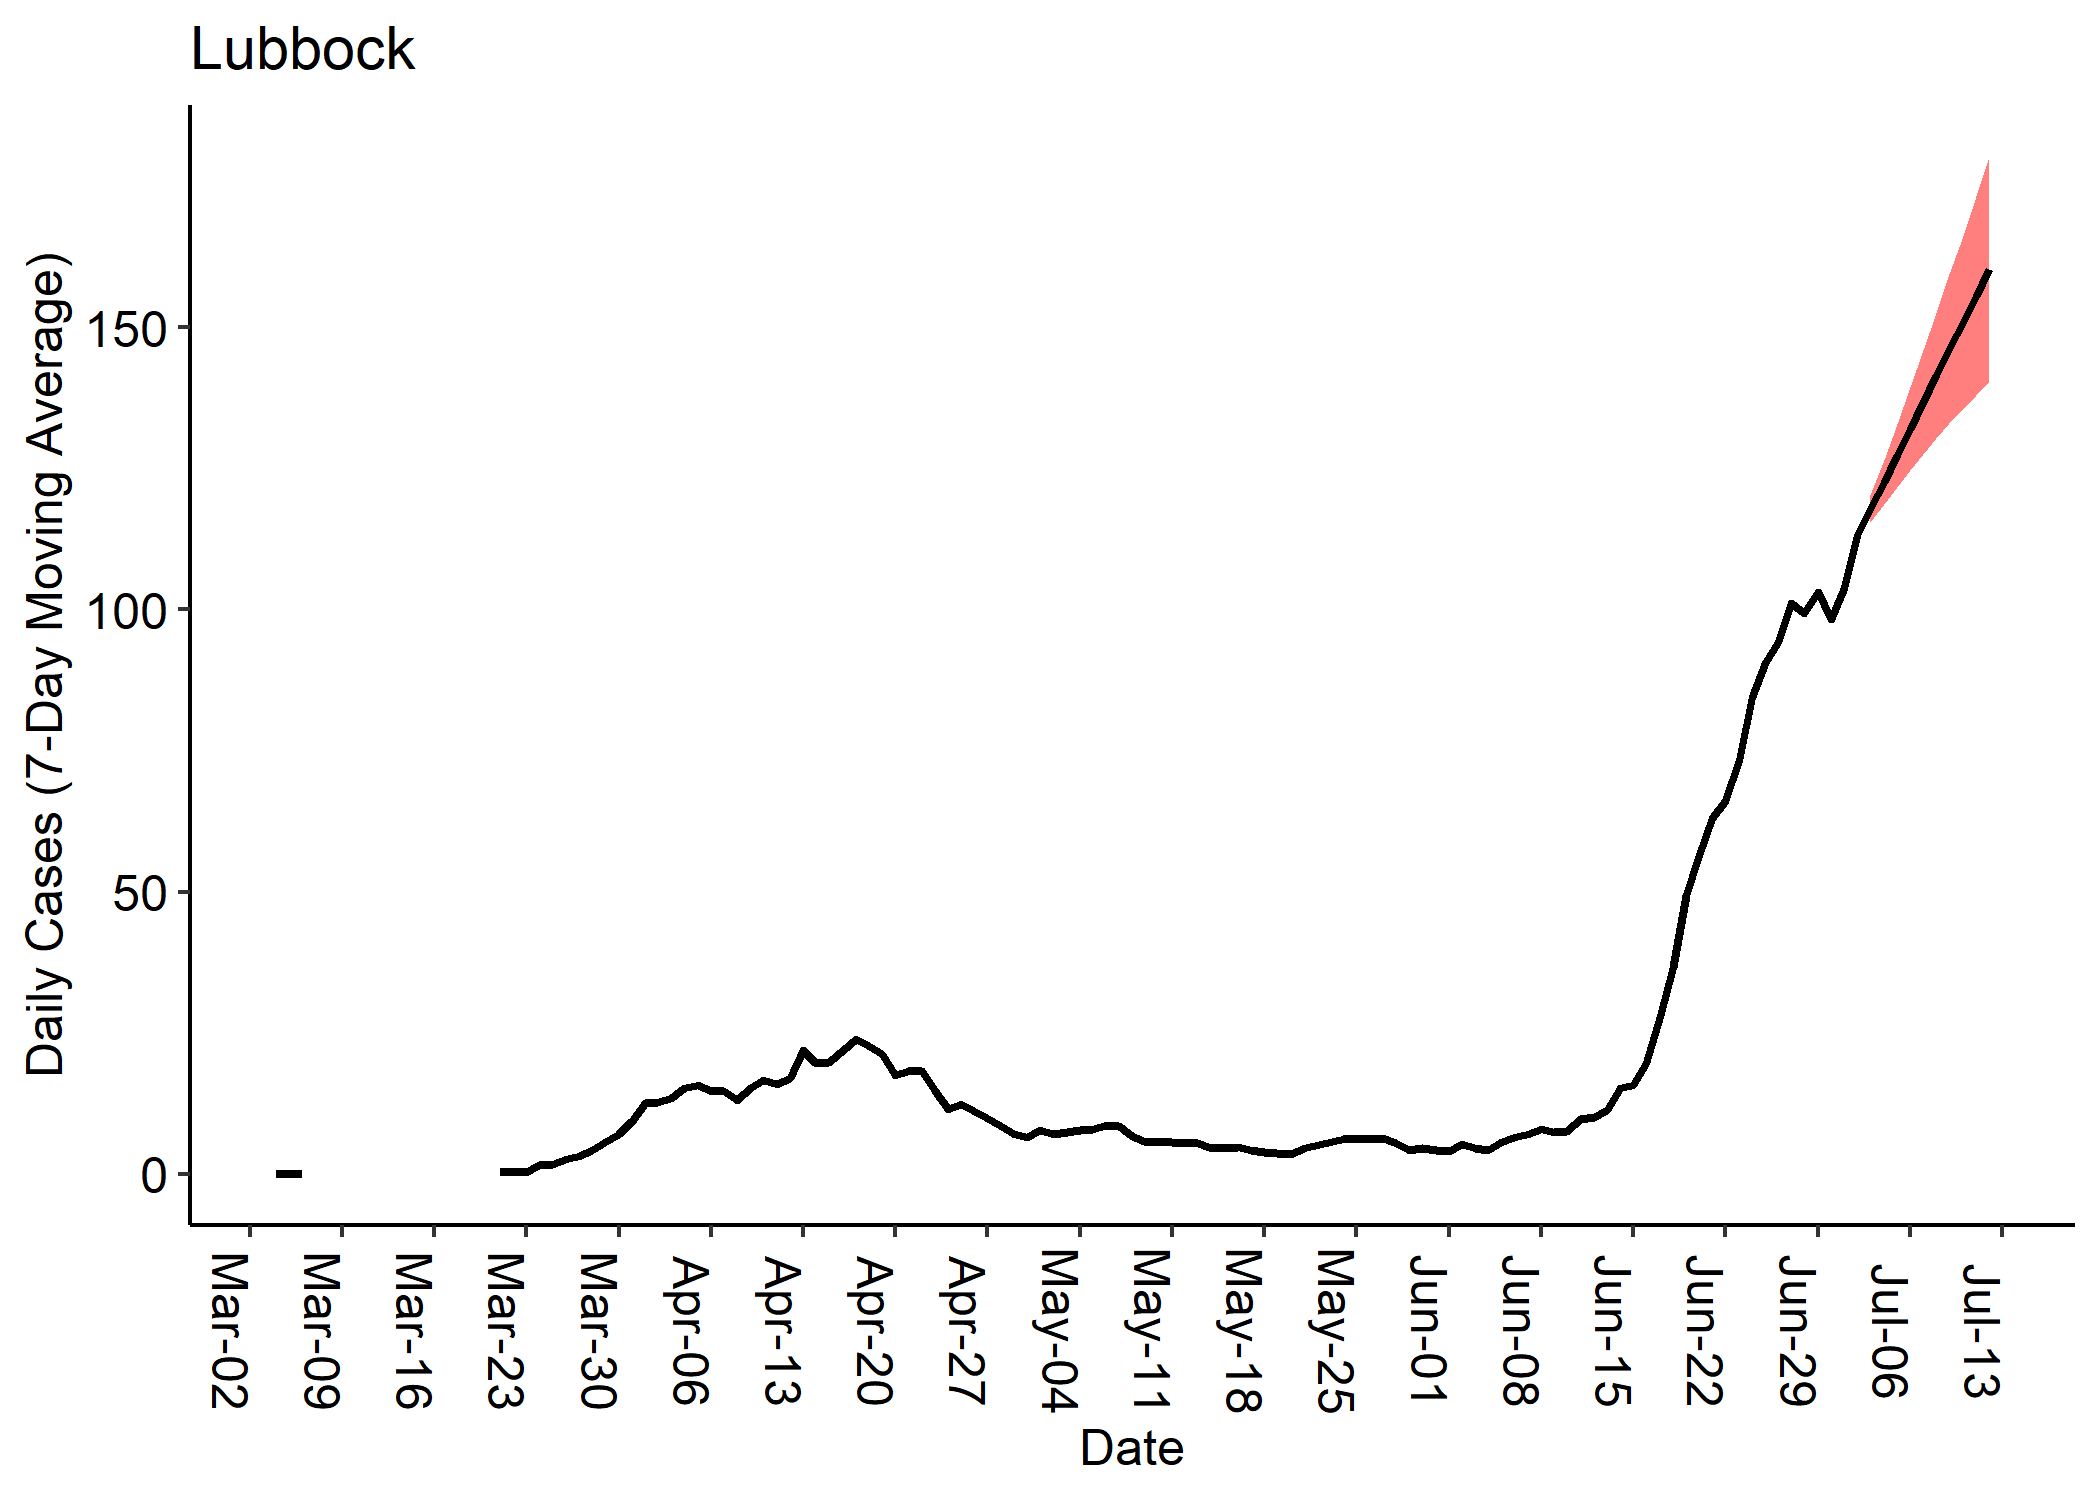 Lubbock
Daily Cases (7-Day Moving Average)
150
100
50
0
Mar-02
Mar-09
Mar-16
Mar-23
Mar-30
Apr-06
Apr-13
Apr-20
Apr-27
May-04
May-11
May-18
May-25
Jun-01
Jun-08
Jun-15
Jun-22
Jun-29
Jul-06
Jul-13
Date